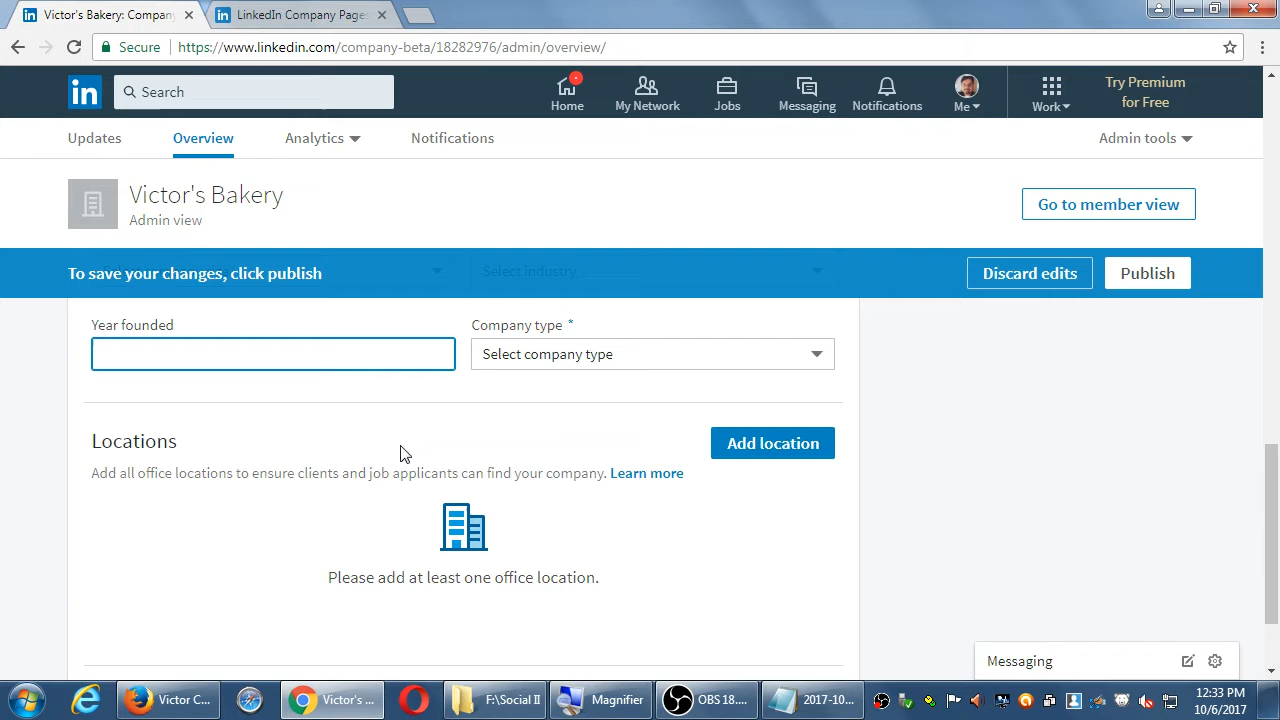 Victor's Bakery: Company
LinkedIn Company Pages
Secure
https://www.linkedin.com/company-beta/18282976/admin/overview/
in
Search
Home
My Network
Jobs
Messaging
Notifications
Me
Work
Try Premium
for Free
Updates
Overview
Analytics
Notifications
Admin tools
Victor's Bakery
Admin view
Go to member view
To save your changes, click publish
Select industry
Discard edits
Publish
Year founded
Company type *
Select company type
Locations
Add location
Add all office locations to ensure clients and job applicants can find your company. Learn more
Please add at least one office location.
Messaging
Victor C...
Victor's ...
F:\Social II
Magnifier
OBS 18....
2017-10...
12:33 PM
10/6/2017